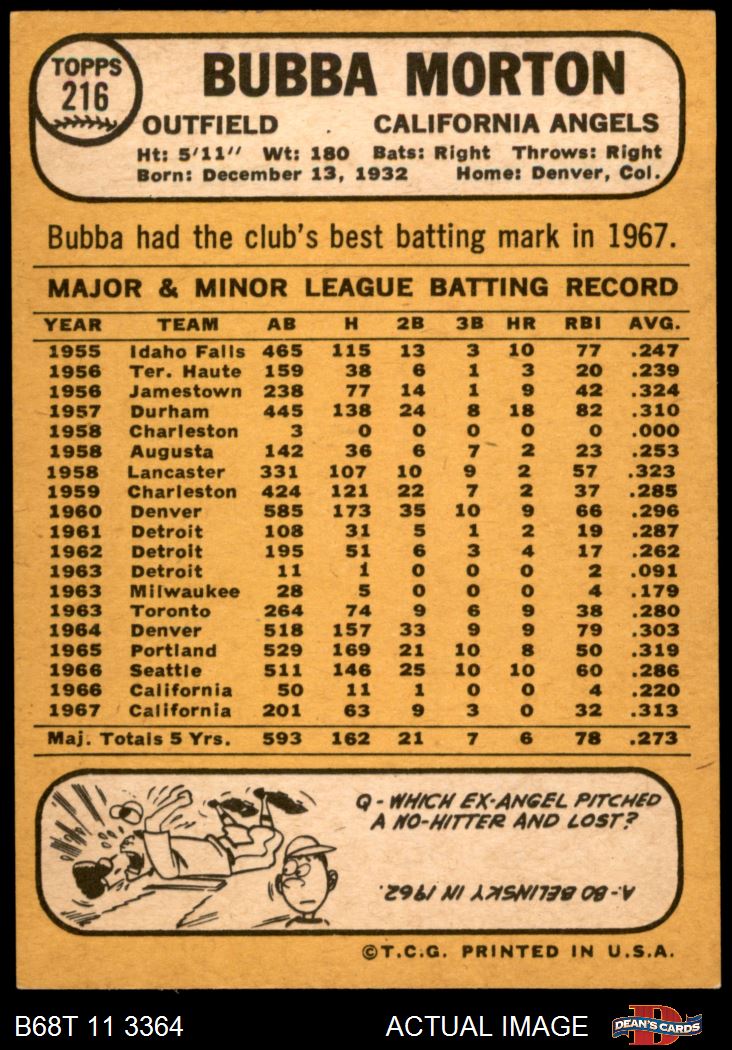 TOPPS
216
BUBBA MORTON
OUTFIELD . CALIFORNIA ANGELS
Ht: 5'11" Wt: 180 Bats: Right Throws: Right
Born: December 13, 1932 Home: Denver, Col.
Bubba had the club's best batting mark in 1967.
MAJOR & MINOR LEAGUE BATTING RECORD
YEAR TEAM AB H 2B 3B HR RBI AVG.
1955 Idaho Falls 465 115 13 3 10 77 .247
1956 Ter. Haute 159 38 6 1 3 20 .239
1956 Jamestown 238 77 14 1 9 42 .324
1957 Durham 445 138 24 8 18 82 .310
1958 Charleston 3 0 0 0 0 0 .000
1958 Augusta 142 36 6 7 2 23 .253
1958 Lancaster 331 107 10 9 2 57 .323
1959 Charleston 424 121 22 7 2 37 .285
1960 Denver 585 173 35 10 9 66 .296
1961 Detroit 108 31 5 1 2 19 .287
1962 Detroit 195 51 6 3 4 17 .262
1963 Detroit 11 1 0 0 0 2 .091
1963 Milwaukee 28 5 0 0 0 4 .179
1963 Toronto 264 74 9 6 9 38 .280
1964 Denver 518 157 33 9 9 79 .303
1965 Portland 529 169 21 10 8 50 .319
1966 Seattle 511 146 25 10 10 60 .286
1966 California 50 11 1 0 0 4 .220
1967 California 201 63 9 3 0 32 .313
Maj. Totals 5 Yrs. 593 162 21 7 6 78 .273
Q - WHICH EX-ANGEL PITCHED
A NO-HITTER AND LOST?
A - BO BELINSKY IN 1962.
©T.C.G. PRINTED IN U.S.A.
B68T 11 3364 ACTUAL IMAGE D DEAN'S CARDS